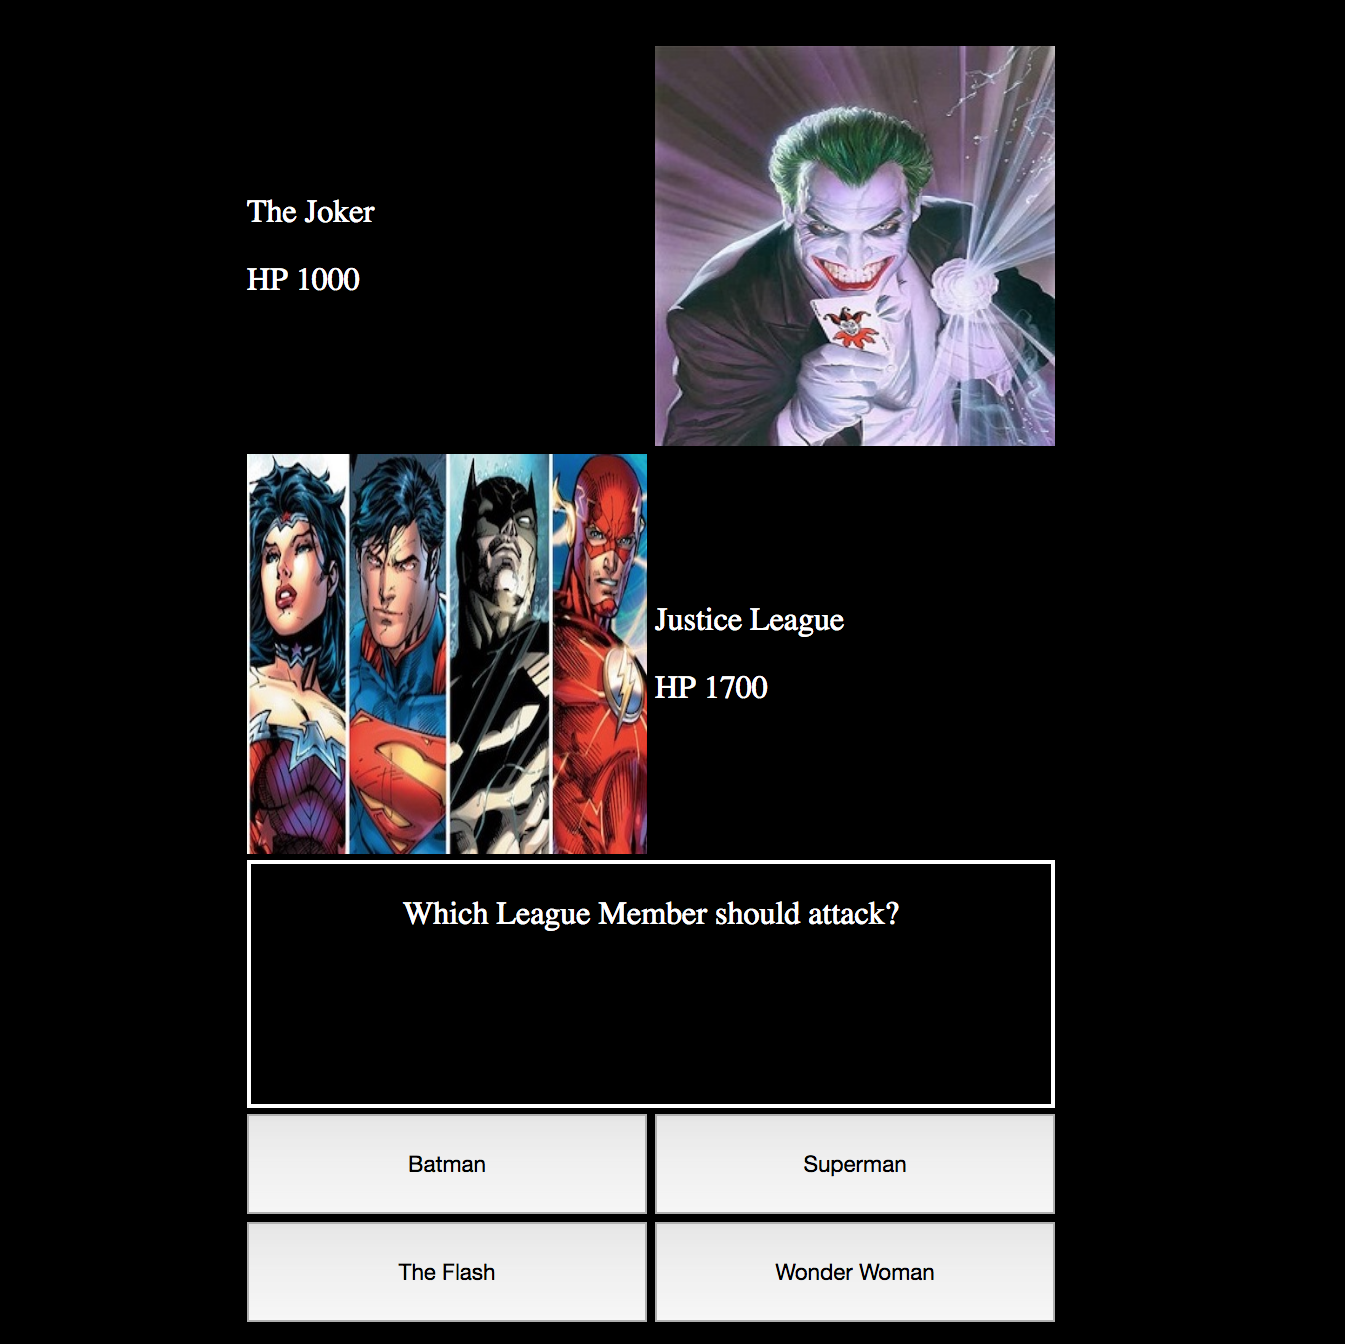 The Joker
HP 1000
Justice League
HP 1700
Which League Member should attack?
Batman
Superman
The Flash
Wonder Woman